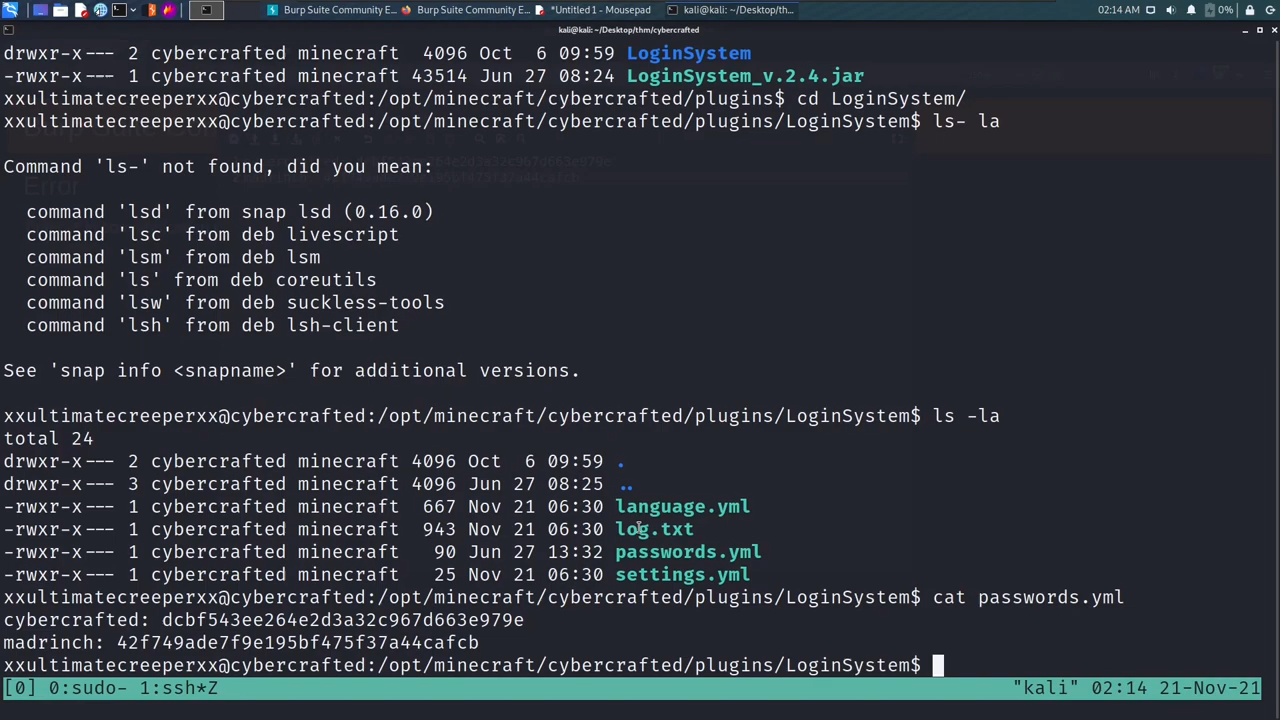 Burp Suite Community E...
Burp Suite Community E...
*Untitled 1 - Mousepad
kali@kali: ~/Desktop/th...
02:14 AM
0%
kali@kali: ~/Desktop/thm/cybercrafted
drwxr-x--- 2 cybercrafted minecraft  4096 Oct  6 09:59 LoginSystem
-rwxr-x--- 1 cybercrafted minecraft 43514 Jun 27 08:24 LoginSystem_v.2.4.jar
xxultimatecreeperxx@cybercrafted:/opt/minecraft/cybercrafted/plugins$ cd LoginSystem/
xxultimatecreeperxx@cybercrafted:/opt/minecraft/cybercrafted/plugins/LoginSystem$ ls- la
Command 'ls-' not found, did you mean:
command 'lsd' from snap lsd (0.16.0)
command 'lsc' from deb livescript
command 'lsm' from deb lsm
command 'ls' from deb coreutils
command 'lsw' from deb suckless-tools
command 'lsh' from deb lsh-client
See 'snap info <snapname>' for additional versions.
xxultimatecreeperxx@cybercrafted:/opt/minecraft/cybercrafted/plugins/LoginSystem$ ls -la
total 24
drwxr-x--- 2 cybercrafted minecraft 4096 Oct  6 09:59 .
drwxr-x--- 3 cybercrafted minecraft 4096 Jun 27 08:25 ..
-rwxr-x--- 1 cybercrafted minecraft  667 Nov 21 06:30 language.yml
-rwxr-x--- 1 cybercrafted minecraft  943 Nov 21 06:30 log.txt
-rwxr-x--- 1 cybercrafted minecraft   90 Jun 27 13:32 passwords.yml
-rwxr-x--- 1 cybercrafted minecraft   25 Nov 21 06:30 settings.yml
xxultimatecreeperxx@cybercrafted:/opt/minecraft/cybercrafted/plugins/LoginSystem$ cat passwords.yml
cybercrafted: dcbf543ee264e2d3a32c967d663e979e
madrinch: 42f749ade7f9e195bf475f37a44cafcb
xxultimatecreeperxx@cybercrafted:/opt/minecraft/cybercrafted/plugins/LoginSystem$
[0] 0:sudo- 1:ssh*Z
"kali" 02:14 21-Nov-21